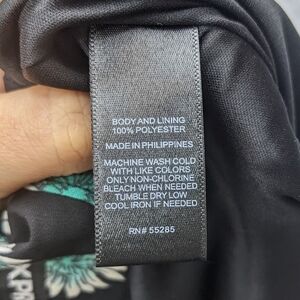 BODY AND LINING
100% POLYESTER
MADE IN PHILIPPINES
MACHINE WASH COLD
WITH LIKE COLORS
ONLY NON-CHLORINE
BLEACH WHEN NEEDED
TUMBLE DRY LOW
COOL IRON IF NEEDED
RN# 55285